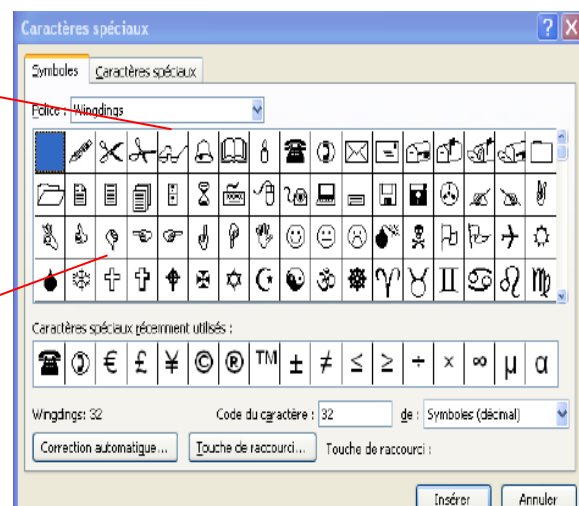 Caractères spéciaux
Symboles Caractères spéciaux
Police : Wingdings
Caractères spéciaux récemment utilisés :
€ £ ¥ © ® ™ ± ≠ ≤ ≥ ÷ × ∞ µ α
Wingdings: 32 Code du caractère : 32 de : Symboles (décimal)
Correction automatique... Touche de raccourci... Touche de raccourci :
Insérer Annuler